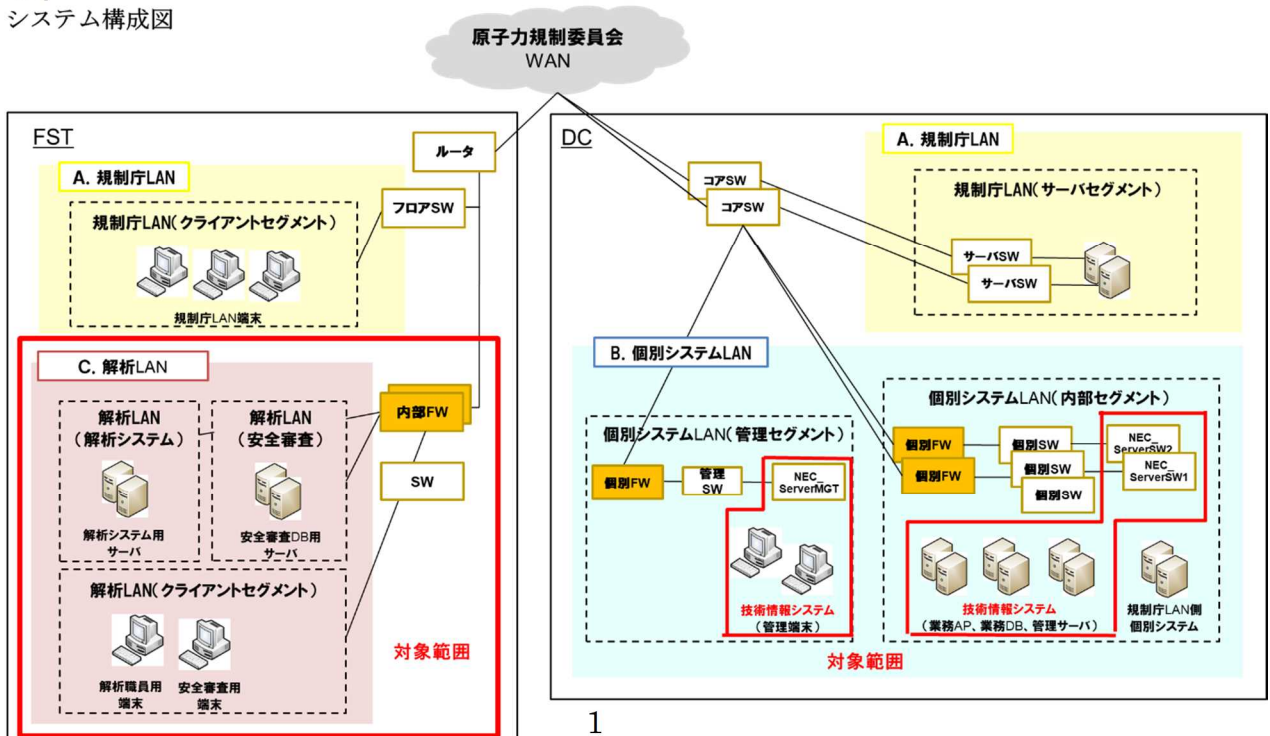 システム構成図
原子力規制委員会
WAN
FST
ルータ
A. 規制庁LAN
フロアSW
規制庁LAN(クライアントセグメント)
規制庁LAN端末
C. 解析LAN
内部FW
解析LAN
(解析システム)
解析LAN
(安全審査)
SW
解析システム用
サーバ
安全審査DB用
サーバ
解析LAN(クライアントセグメント)
解析職員用
端末
安全審査用
端末
対象範囲
DC
コアSW
コアSW
A. 規制庁LAN
規制庁LAN(サーバセグメント)
サーバSW
サーバSW
B. 個別システムLAN
個別システムLAN(管理セグメント)
個別FW
管理
SW
NEC_
ServerMGT
技術情報システム
(管理端末)
個別システムLAN(内部セグメント)
個別FW
個別FW
個別SW
個別SW
個別SW
NEC_
ServerSW2
NEC_
ServerSW1
技術情報システム
(業務AP、業務DB、管理サーバ)
規制庁LAN側
個別システム
対象範囲
1